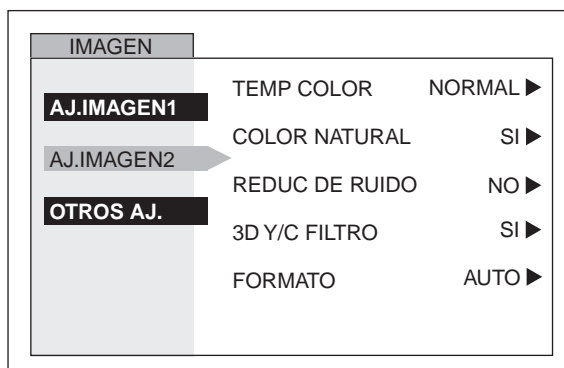 IMAGEN
AJ.IMAGEN1
AJ.IMAGEN2
OTROS AJ.
TEMP COLOR NORMAL ▶
COLOR NATURAL SI ▶
REDUC DE RUIDO NO ▶
3D Y/C FILTRO SI ▶
FORMATO AUTO ▶